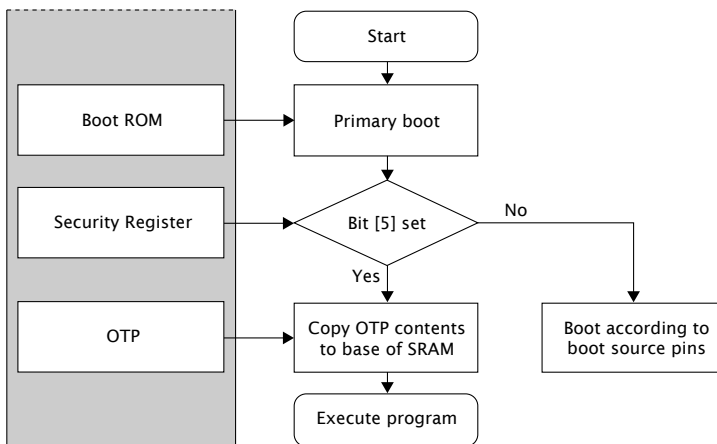 Start
Boot ROM
Primary boot
Security Register
Bit [5] set
No
Yes
OTP
Copy OTP contents
to base of SRAM
Boot according to
boot source pins
Execute program